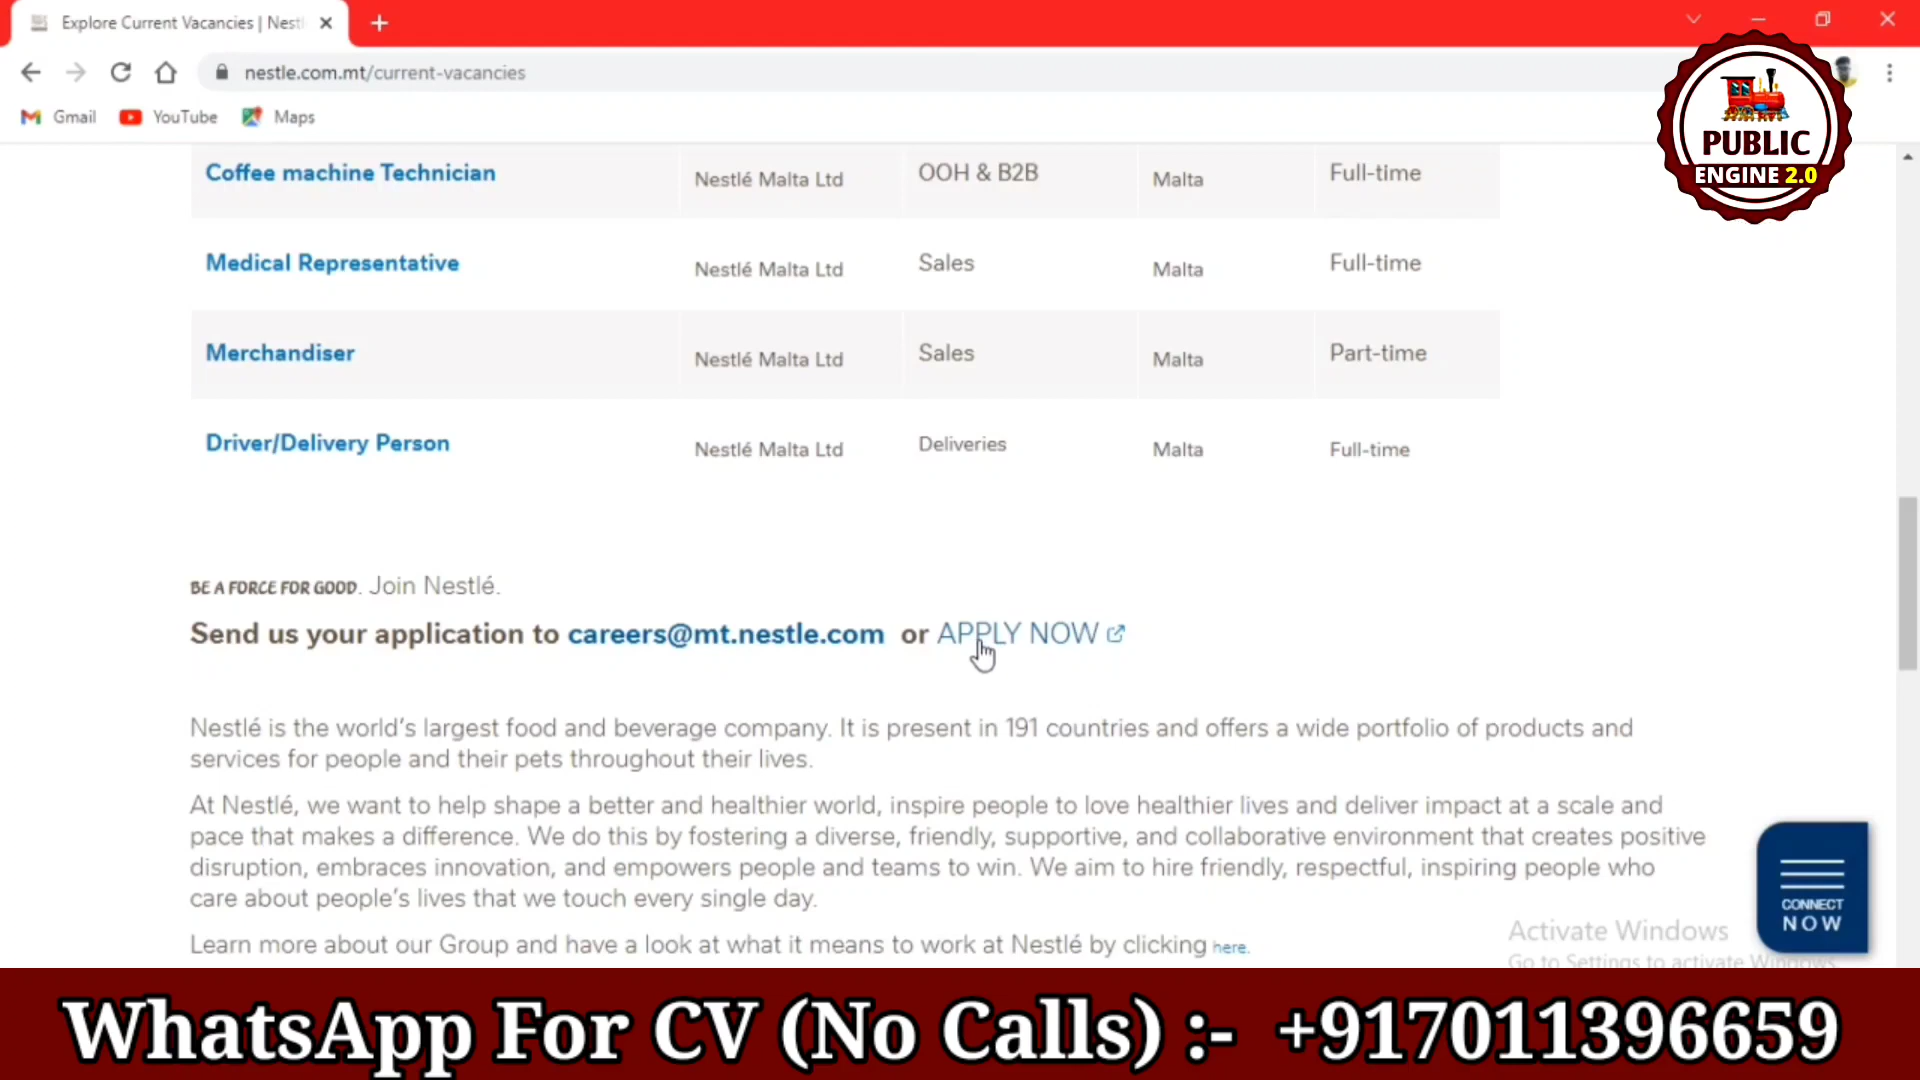 Explore Current Vacancies | Nest
nestle.com.mt/current-vacancies
Gmail YouTube Maps
PUBLIC
ENGINE 2.0
Coffee machine Technician Nestlé Malta Ltd OOH & B2B Malta Full-time
Medical Representative Nestlé Malta Ltd Sales Malta Full-time
Merchandiser Nestlé Malta Ltd Sales Malta Part-time
Driver/Delivery Person Nestlé Malta Ltd Deliveries Malta Full-time
BE A FORCE FOR GOOD. Join Nestlé.
Send us your application to careers@mt.nestle.com or APPLY NOW
Nestlé is the world's largest food and beverage company. It is present in 191 countries and offers a wide portfolio of products and
services for people and their pets throughout their lives.
At Nestlé, we want to help shape a better and healthier world, inspire people to love healthier lives and deliver impact at a scale and
pace that makes a difference. We do this by fostering a diverse, friendly, supportive, and collaborative environment that creates positive
disruption, embraces innovation, and empowers people and teams to win. We aim to hire friendly, respectful, inspiring people who
care about people's lives that we touch every single day.
Learn more about our Group and have a look at what it means to work at Nestlé by clicking here.
CONNECT
NOW
Activate Windows
Go to Settings to activate Windows.
WhatsApp For CV (No Calls) :- +917011396659